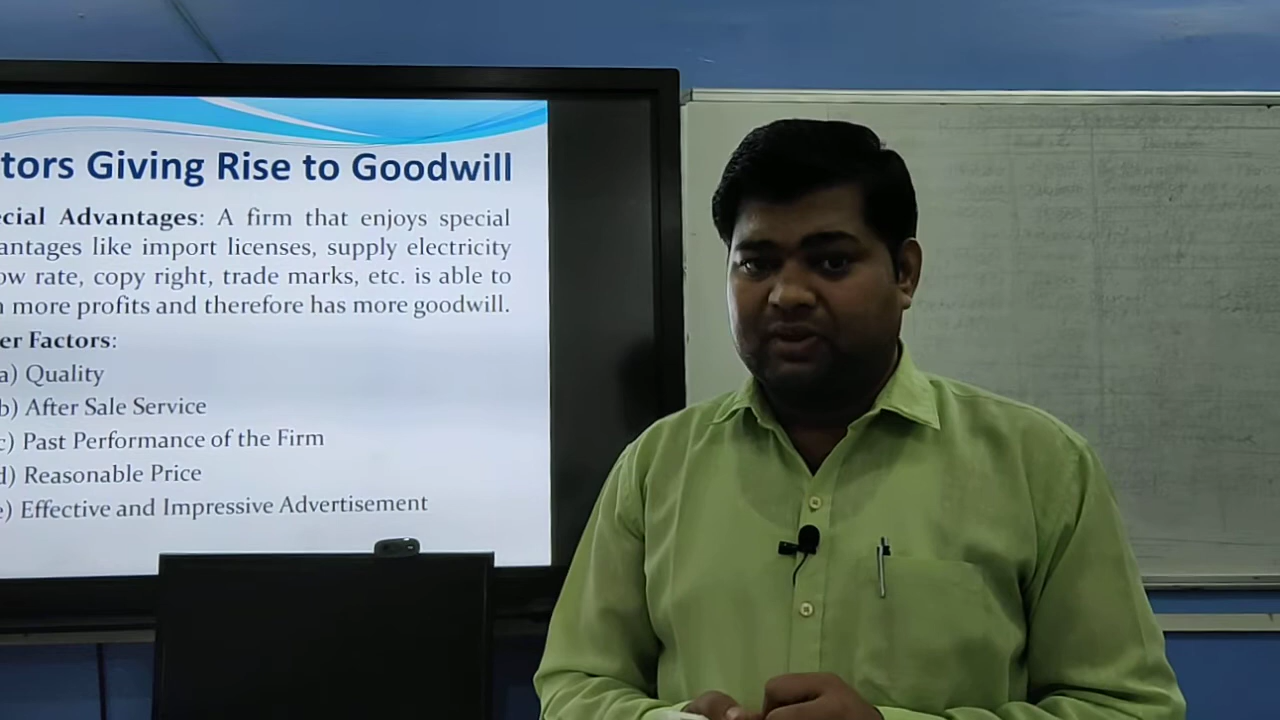 tors Giving Rise to Goodwill
ecial Advantages: A firm that enjoys special
antages like import licenses, supply electricity
ow rate, copy right, trade marks, etc. is able to
n more profits and therefore has more goodwill.
er Factors:
a) Quality
b) After Sale Service
c) Past Performance of the Firm
d) Reasonable Price
e) Effective and Impressive Advertisement